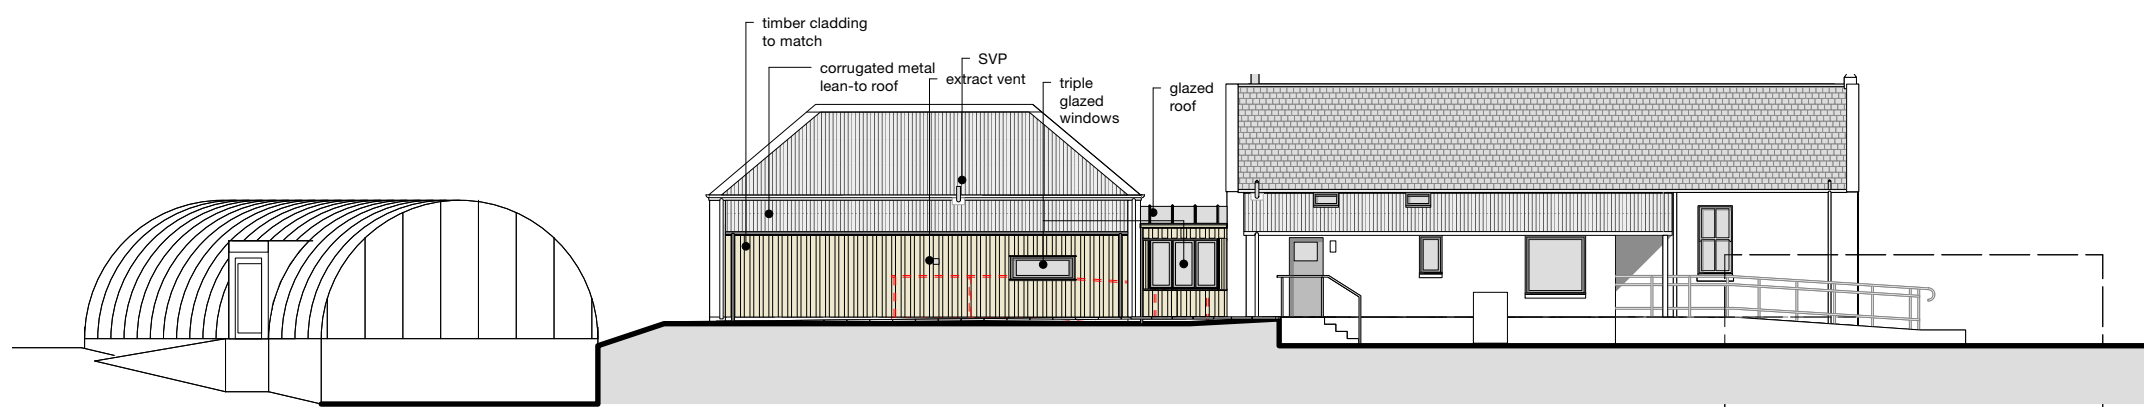 timber cladding
to match
corrugated metal
lean-to roof
SVP
extract vent
triple
glazed
windows
glazed
roof